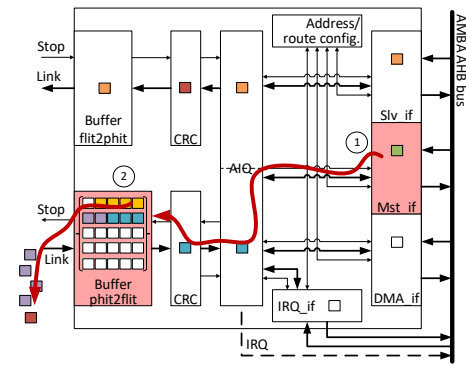 Address/
route config.
AMBA AHB bus
Stop
Link
Buffer
flit2phit
CRC
Slv_if
1
AIQ
2
Mst_if
Stop
Link
Buffer
phit2flit
CRC
IRQ_if
DMA_if
IRQ